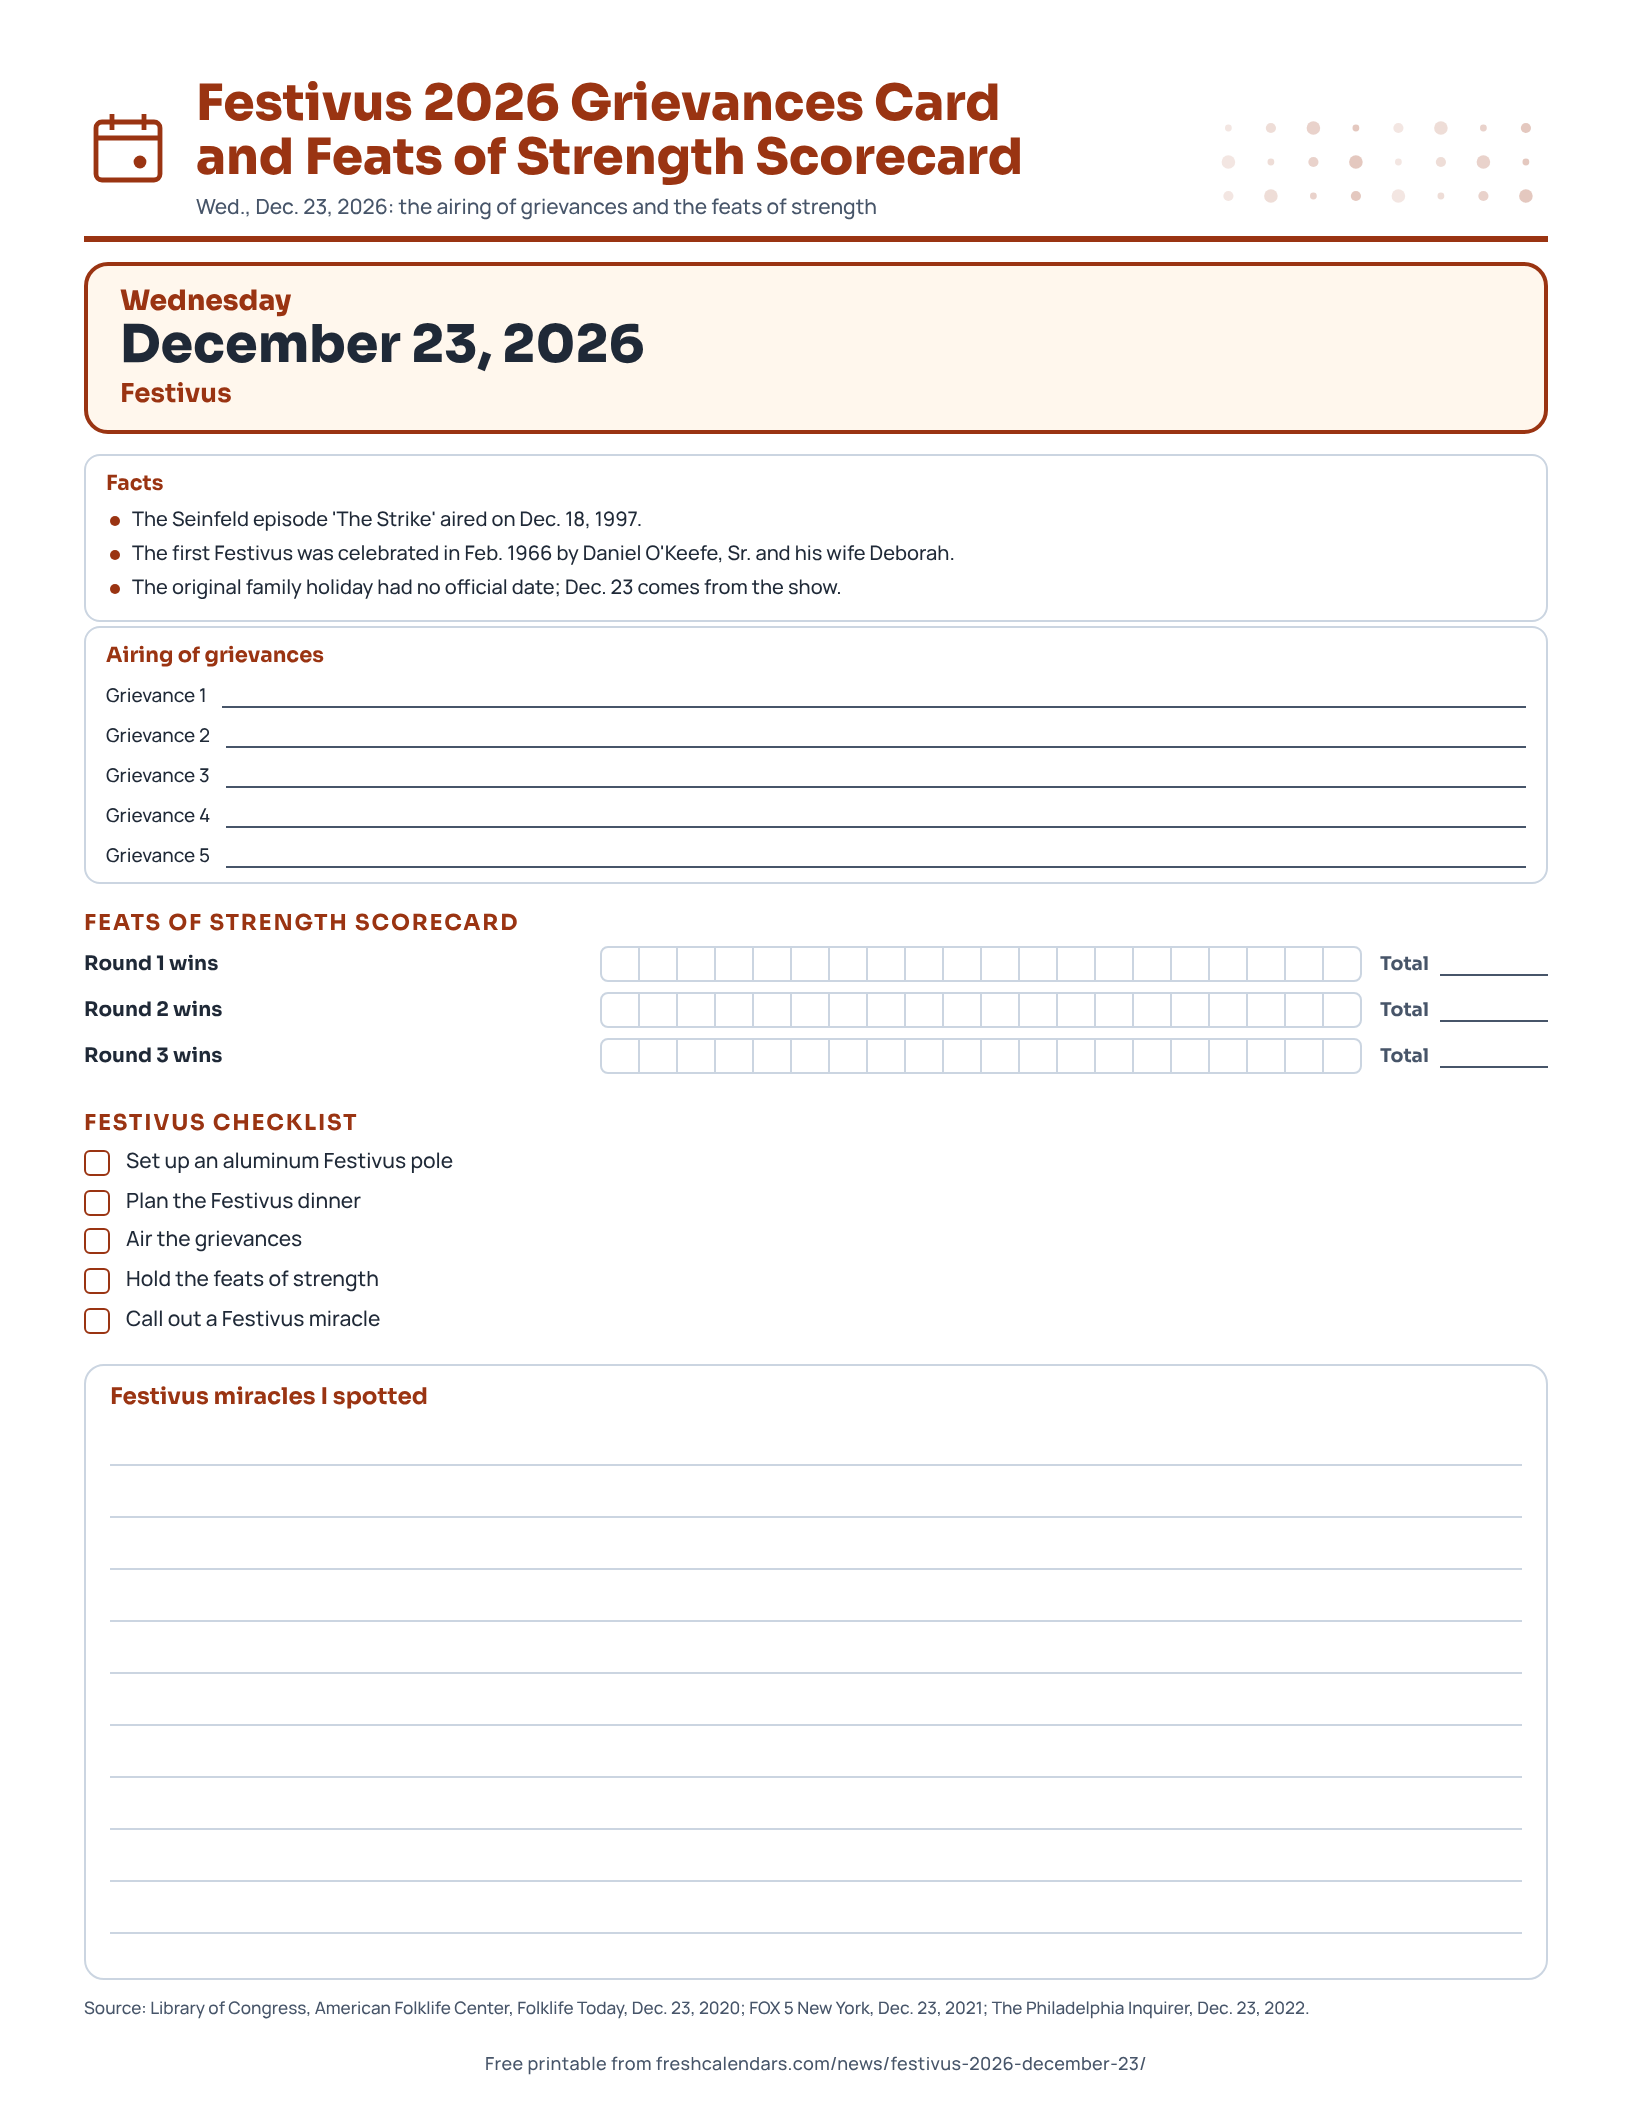 Festivus 2026 Grievances Card
and Feats of Strength Scorecard
Wed., Dec. 23, 2026: the airing of grievances and the feats of strength
Wednesday
December 23, 2026
Festivus
Facts
The Seinfeld episode 'The Strike' aired on Dec. 18, 1997.
The first Festivus was celebrated in Feb. 1966 by Daniel O'Keefe, Sr. and his wife Deborah.
The original family holiday had no official date; Dec. 23 comes from the show.
Airing of grievances
Grievance 1
Grievance 2
Grievance 3
Grievance 4
Grievance 5
FEATS OF STRENGTH SCORECARD
Round 1 wins Total
Round 2 wins Total
Round 3 wins Total
FESTIVUS CHECKLIST
Set up an aluminum Festivus pole
Plan the Festivus dinner
Air the grievances
Hold the feats of strength
Call out a Festivus miracle
Festivus miracles I spotted
Source: Library of Congress, American Folklife Center, Folklife Today, Dec. 23, 2020; FOX 5 New York, Dec. 23, 2021; The Philadelphia Inquirer, Dec. 23, 2022.
Free printable from freshcalendars.com/news/festivus-2026-december-23/